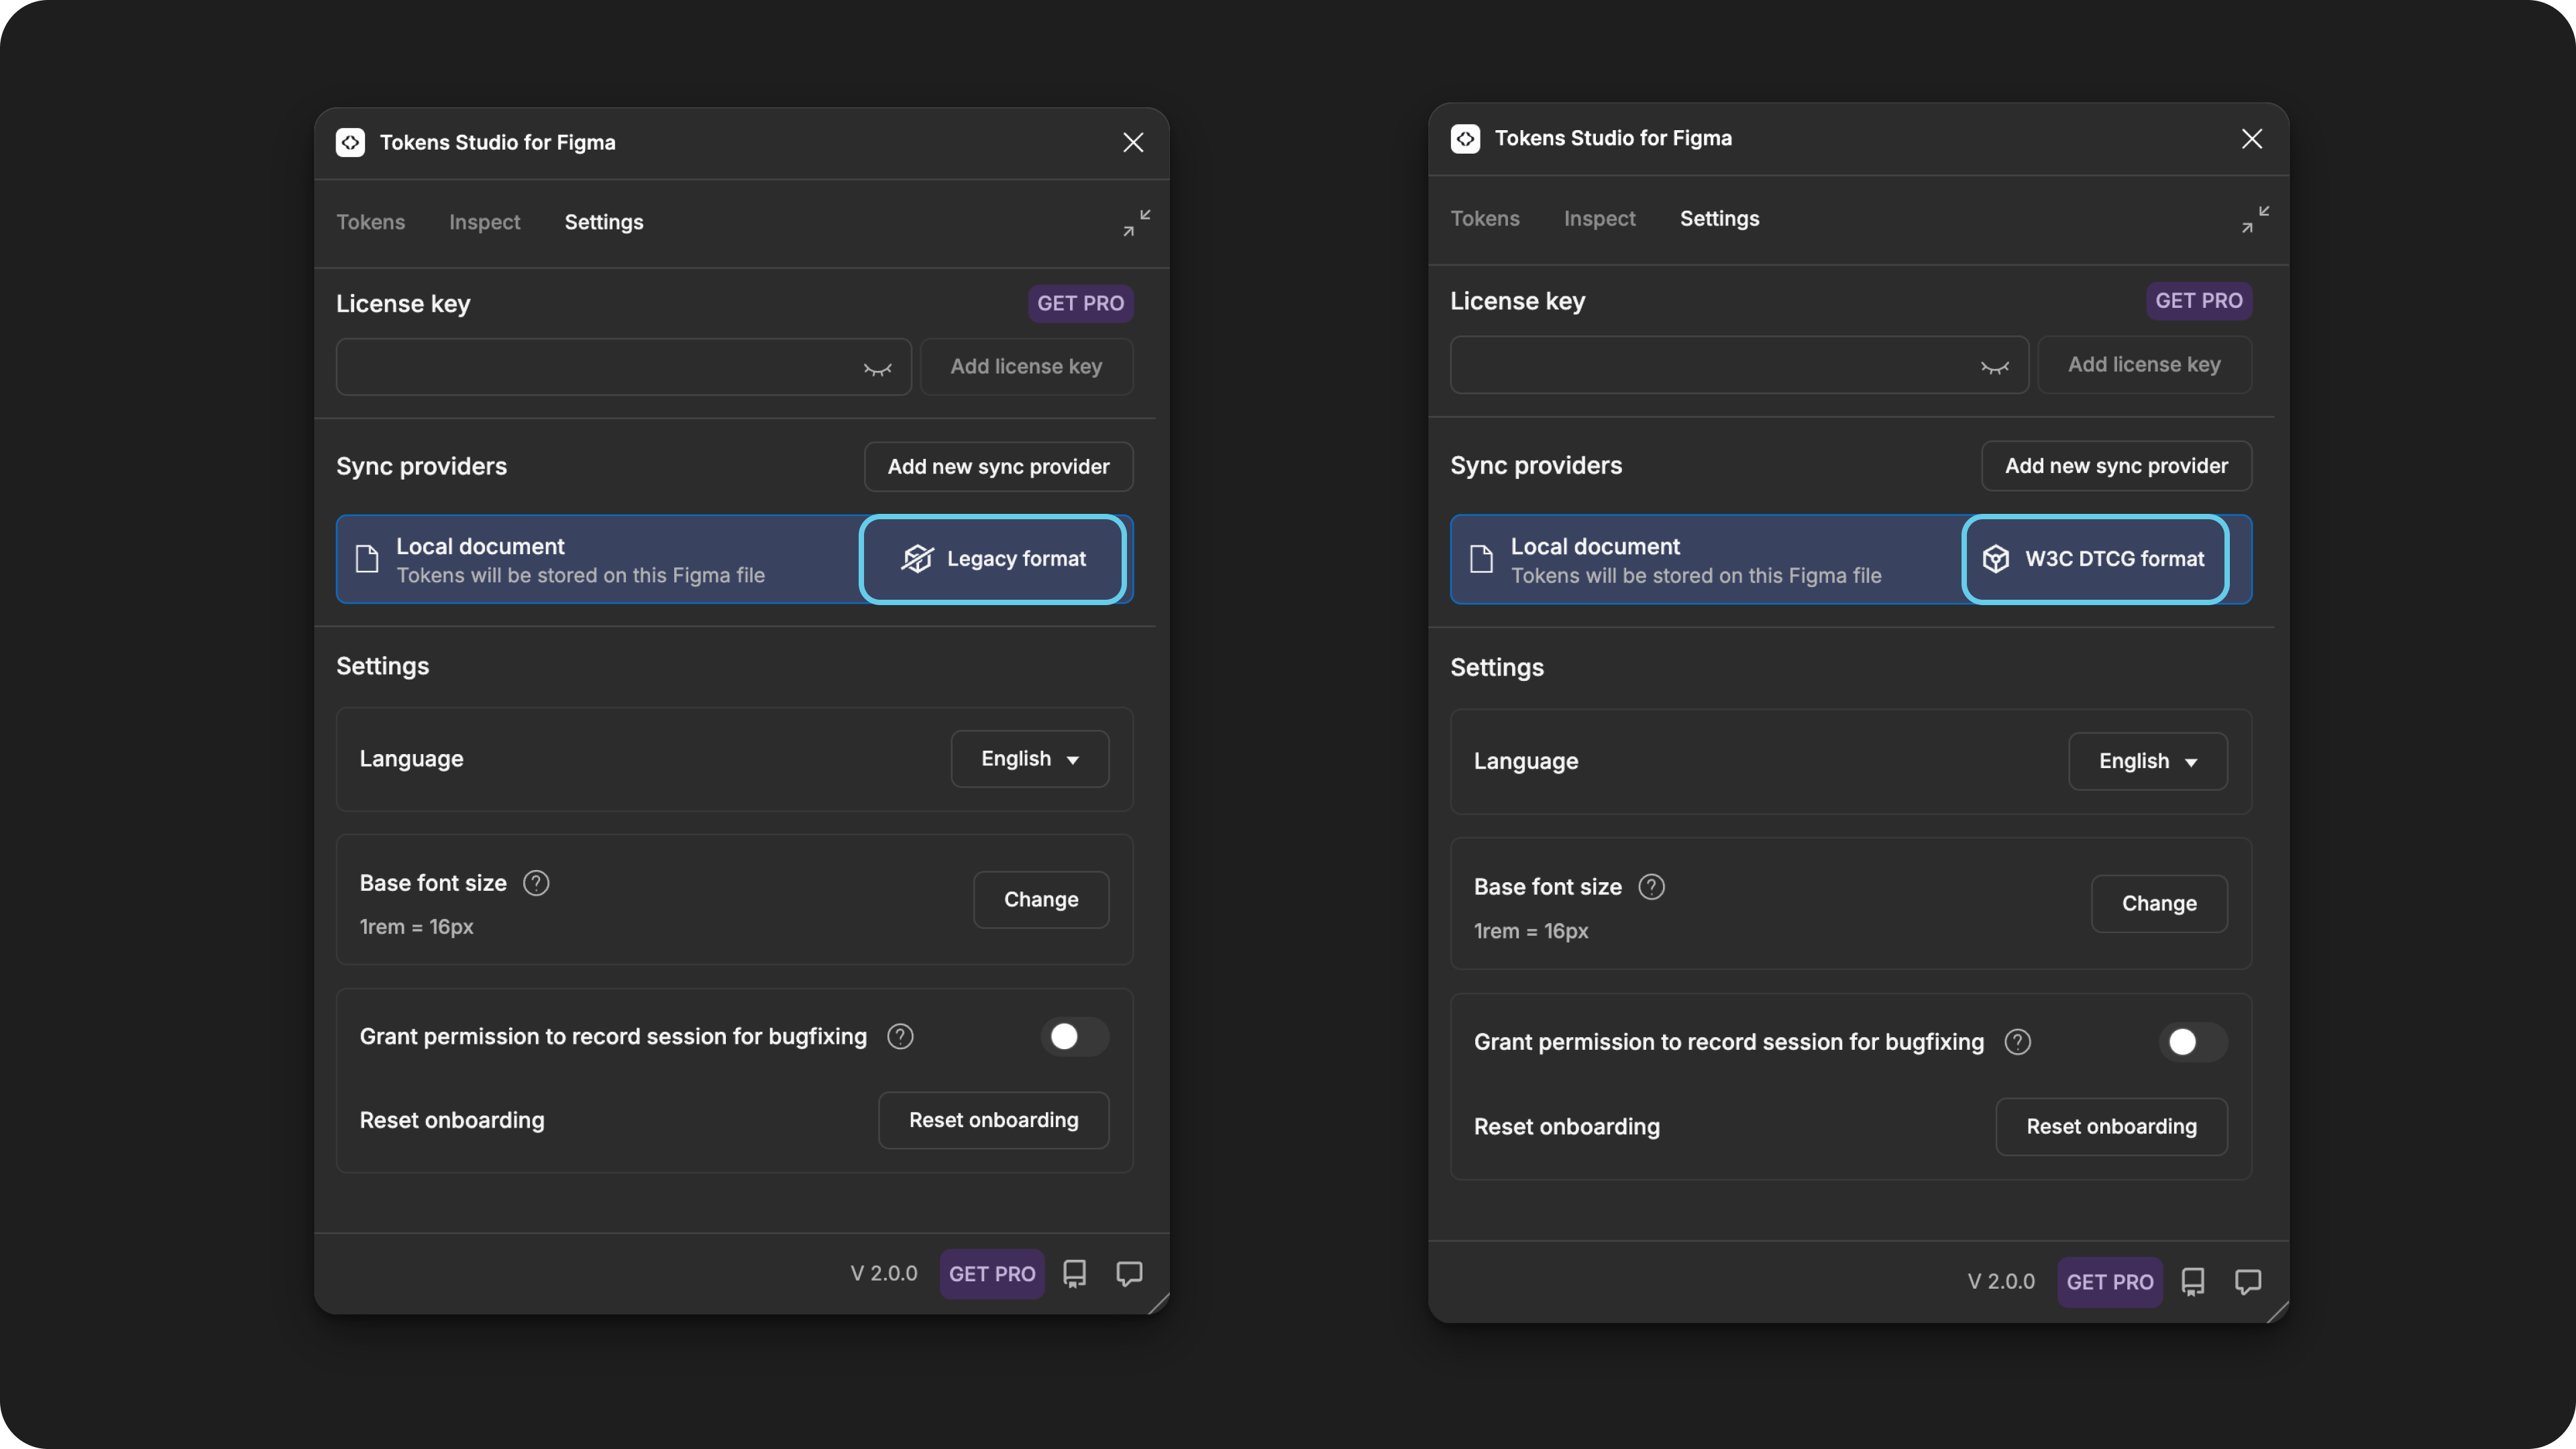 Tokens Studio for Figma
Tokens Inspect Settings
License key GET PRO
Add license key
Sync providers Add new sync provider
Local document
Tokens will be stored on this Figma file
Legacy format
Settings
Language English
Base font size ?
1rem = 16px
Change
Grant permission to record session for bugfixing ?
Reset onboarding Reset onboarding
V 2.0.0 GET PRO
Tokens Studio for Figma
Tokens Inspect Settings
License key GET PRO
Add license key
Sync providers Add new sync provider
Local document
Tokens will be stored on this Figma file
W3C DTCG format
Settings
Language English
Base font size ?
1rem = 16px
Change
Grant permission to record session for bugfixing ?
Reset onboarding Reset onboarding
V 2.0.0 GET PRO